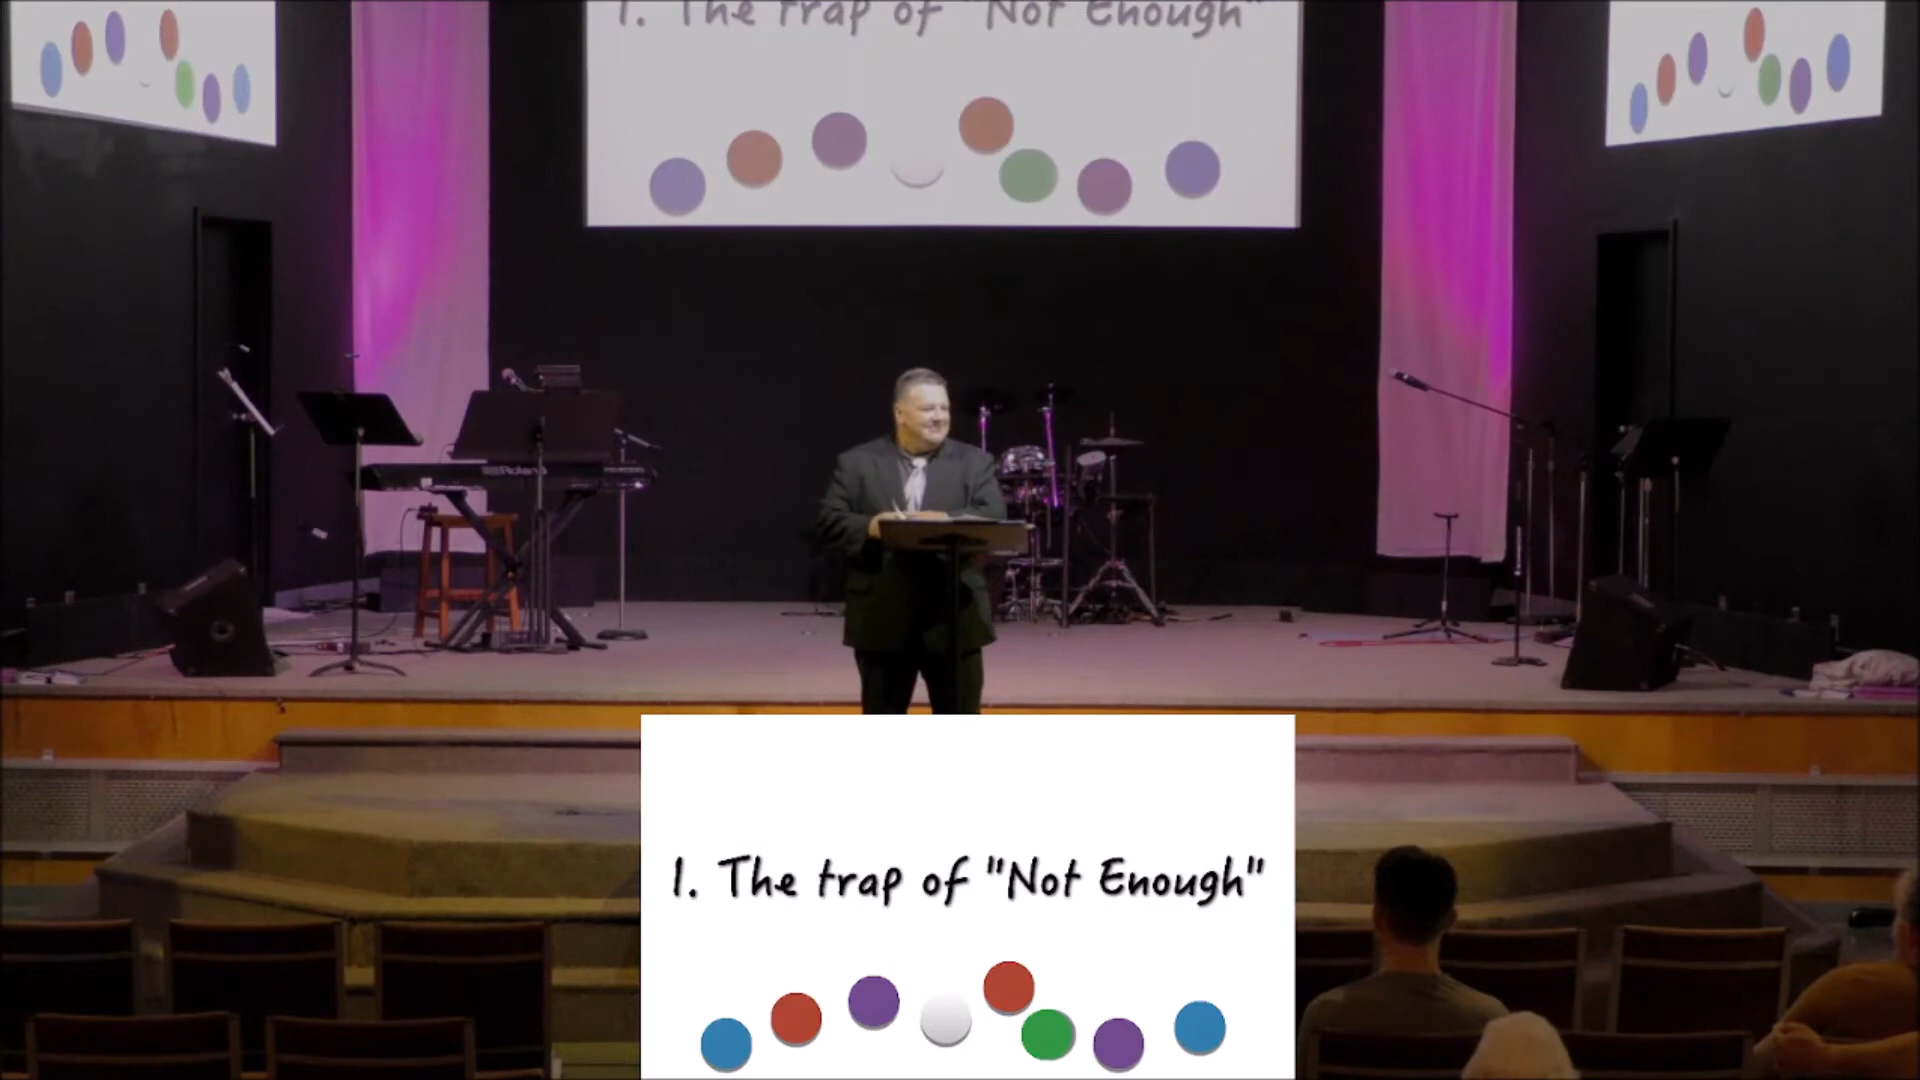 1. The trap of "Not Enough"
Roland
1. The trap of "Not Enough"